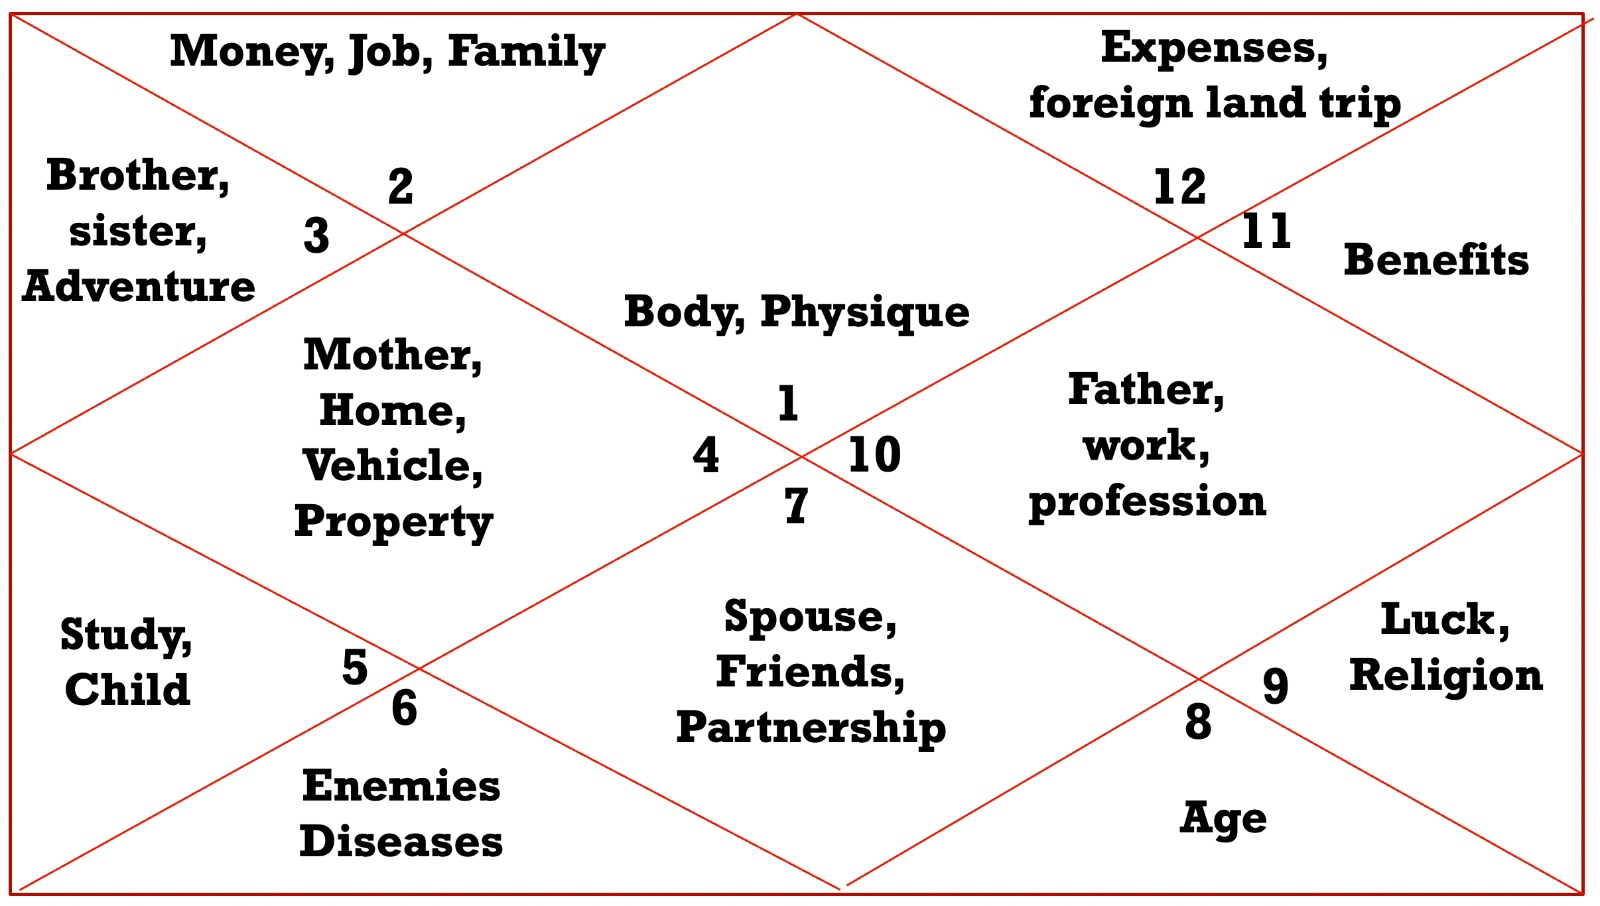 Money, Job, Family
2
Expenses,
foreign land trip
12
Brother,
sister,
Adventure
3
11
Benefits
Body, Physique
1
Mother,
Home,
Vehicle,
Property
4
10
Father,
work,
profession
7
Spouse,
Friends,
Partnership
Study,
Child
5
6
Enemies
Diseases
Luck,
Religion
9
8
Age